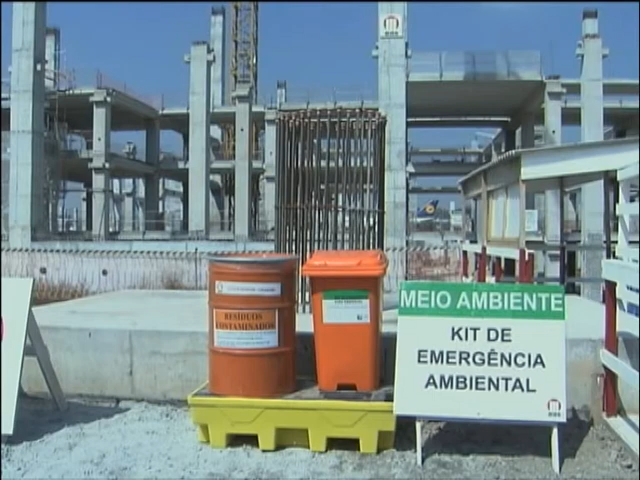 RESÍDUOS
CONTAMINADOS
MEIO AMBIENTE
KIT DE
EMERGÊNCIA
AMBIENTAL